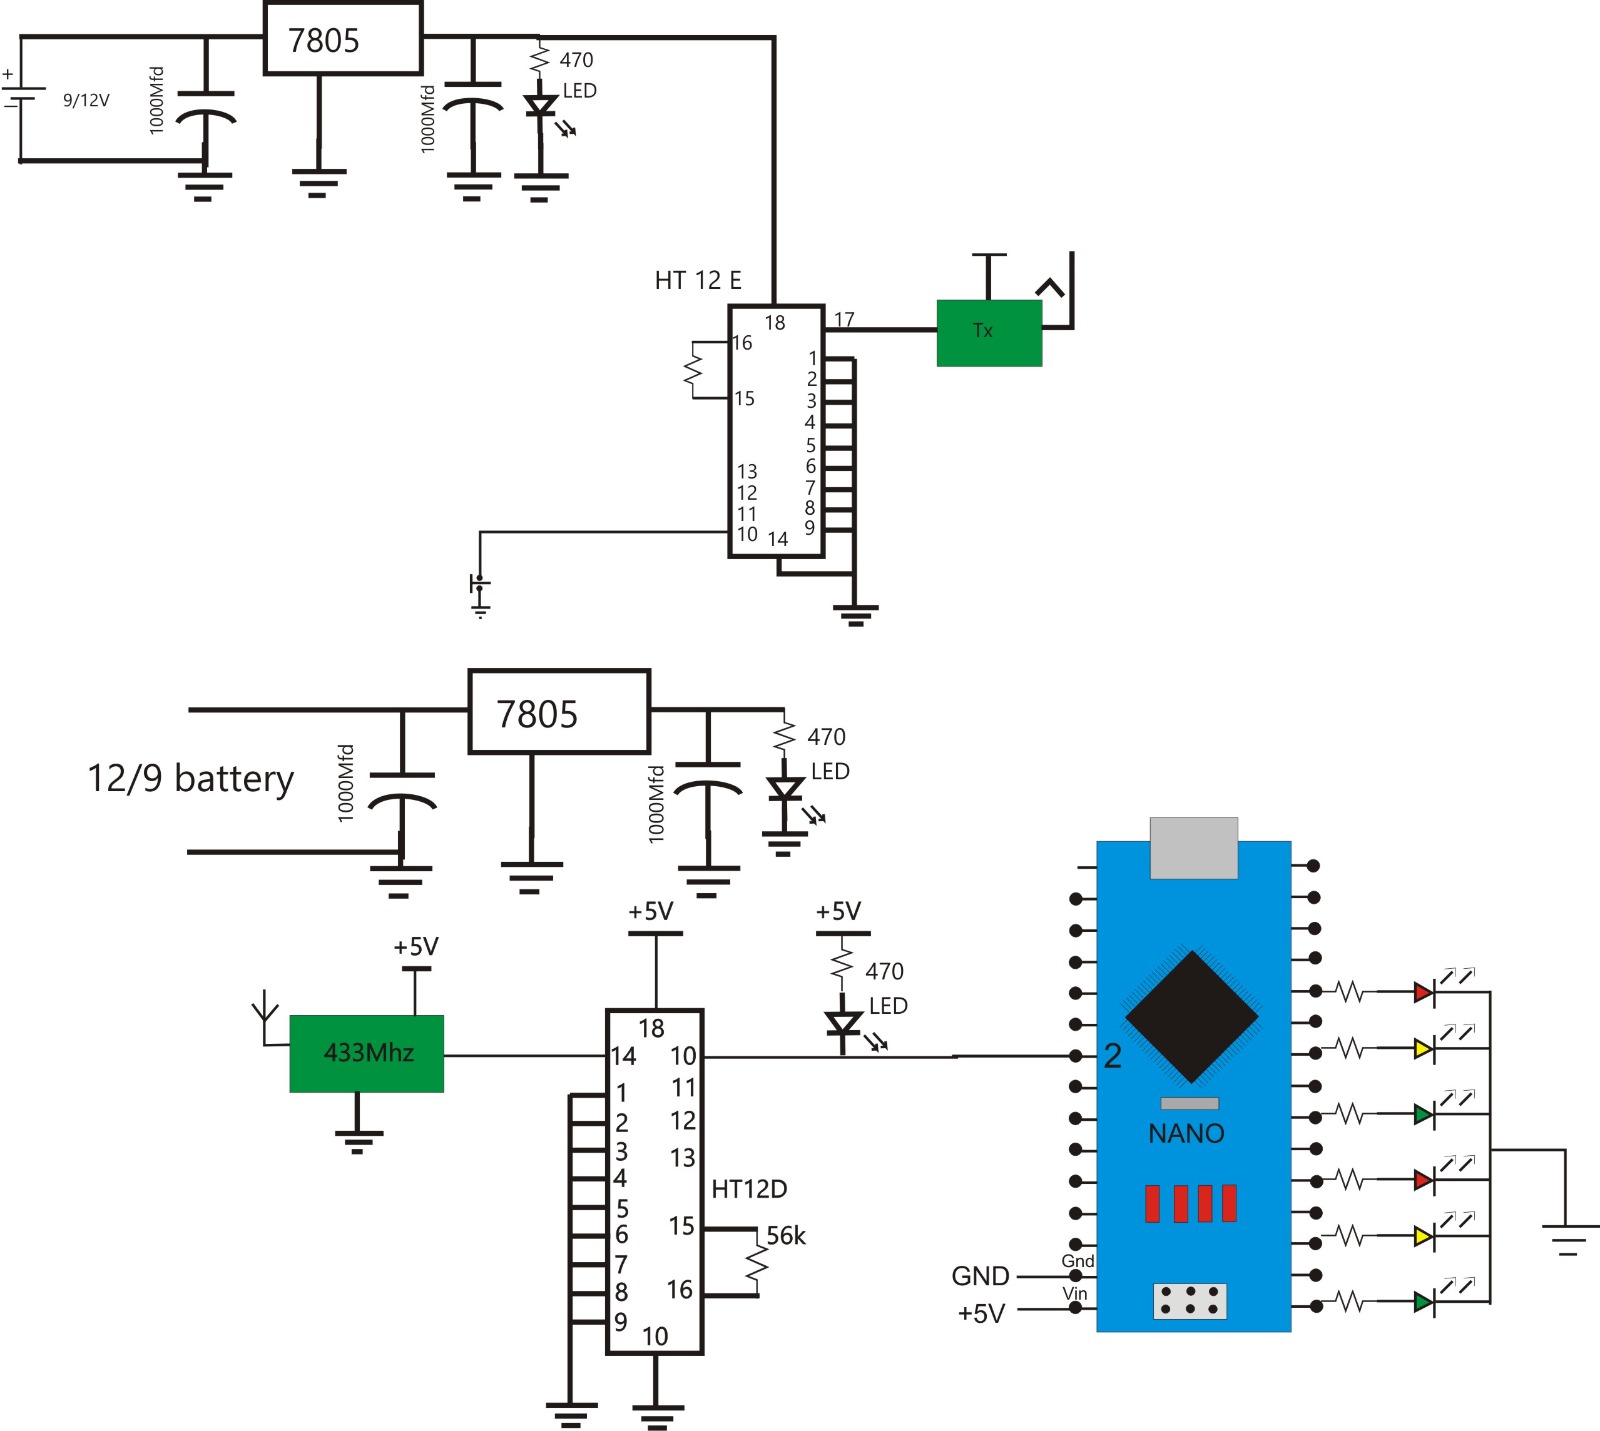 7805
+
9/12V
−
1000Mfd
1000Mfd
470
LED
HT 12 E
18
17
16
15
13
12
11
10
14
1
2
3
4
5
6
7
8
9
Tx
7805
12/9 battery
1000Mfd
1000Mfd
470
LED
+5V
+5V
+5V
433Mhz
470
LED
18
14
10
1
11
2
12
3
13
4
5
6
7
8
9
HT12D
15
56k
16
10
2
NANO
Gnd
GND
Vin
+5V